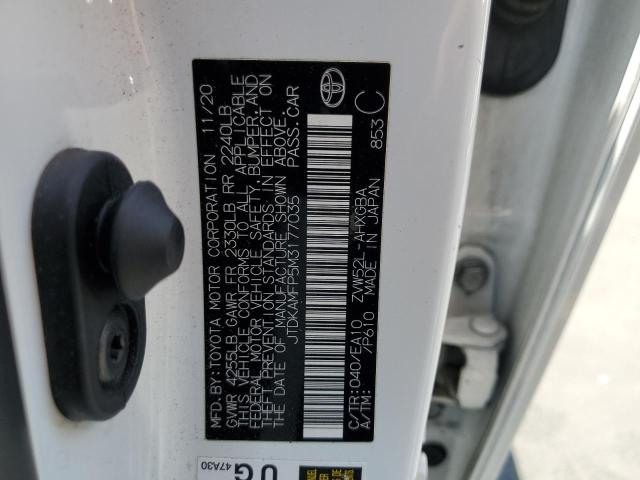 MFD.BY:TOYOTA MOTOR CORPORATION 11/20
GVWR 4255LB GAWR FR 2330LB RR 2240LB
THIS VEHICLE CONFORMS TO ALL APPLICABLE
FEDERAL MOTOR VEHICLE SAFETY, BUMPER, AND
THEFT PREVENTION STANDARDS IN EFFECT ON
THE DATE OF MANUFACTURE SHOWN ABOVE.
JTDKAMFP5M3177035 PASS.CAR
C/TR:040/EA10 ZVW52L-AHXGBA
A/TM: /P610 MADE IN JAPAN 853 C
47A30
UG